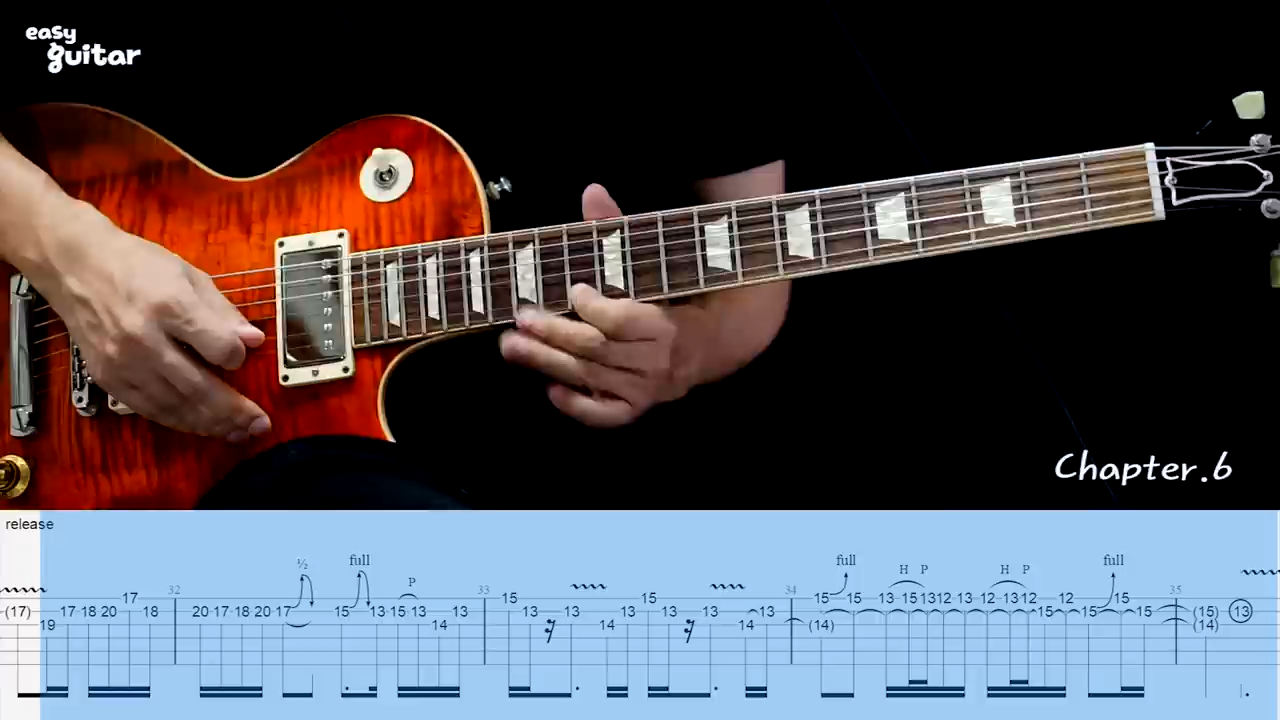 easy
guitar
Chapter.6
release
½ full full full
P H P H P
32 33 34 35
17 15 15 15 15 13 15 13 12 13 12 13 12 15 12 15 15
(17) 17 18 20 18 20 17 18 20 17 15 13 15 13 13 13 13 13 13 13 13 (15) 13
19 14 14 14 (14) (14)